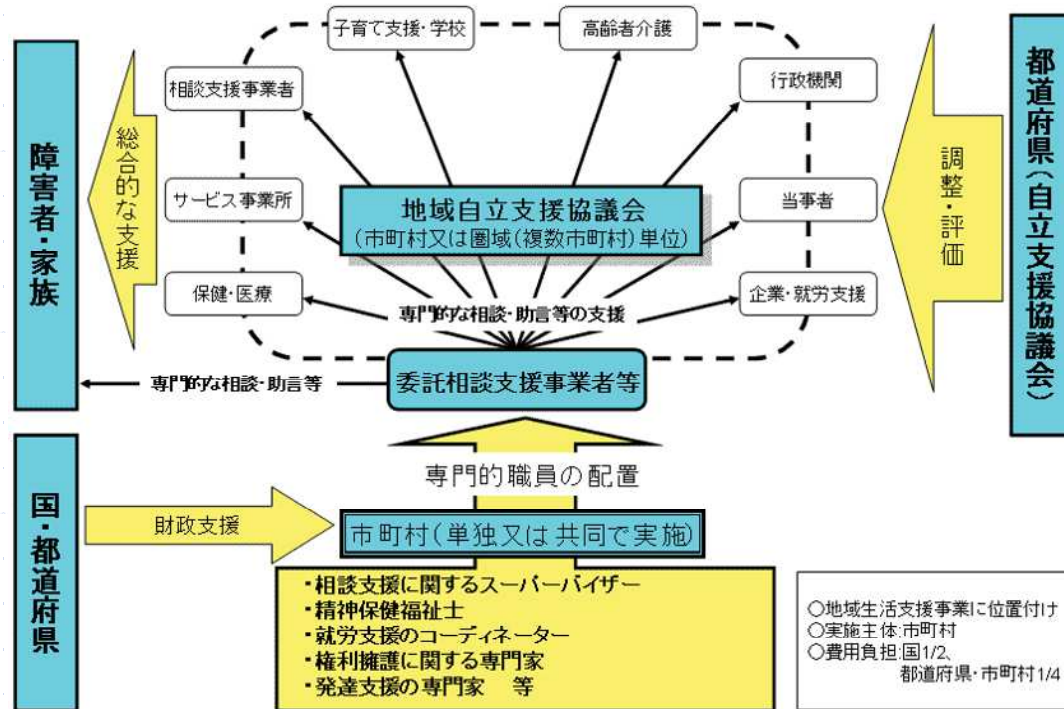 子育て支援・学校
高齢者介護
相談支援事業者
行政機関
障害者・家族
総合的な支援
サービス事業所
地域自立支援協議会
(市町村又は圏域(複数市町村)単位)
当事者
調整・評価
都道府県(自立支援協議会)
保健・医療
専門的な相談・助言等の支援
企業・就労支援
専門的な相談・助言等
委託相談支援事業者等
専門的職員の配置
国・都道府県
財政支援
市町村(単独又は共同で実施)
・相談支援に関するスーパーバイザー
・精神保健福祉士
・就労支援のコーディネーター
・権利擁護に関する専門家
・発達支援の専門家 等
○地域生活支援事業に位置付け
○実施主体:市町村
○費用負担:国1/2、
都道府県・市町村1/4